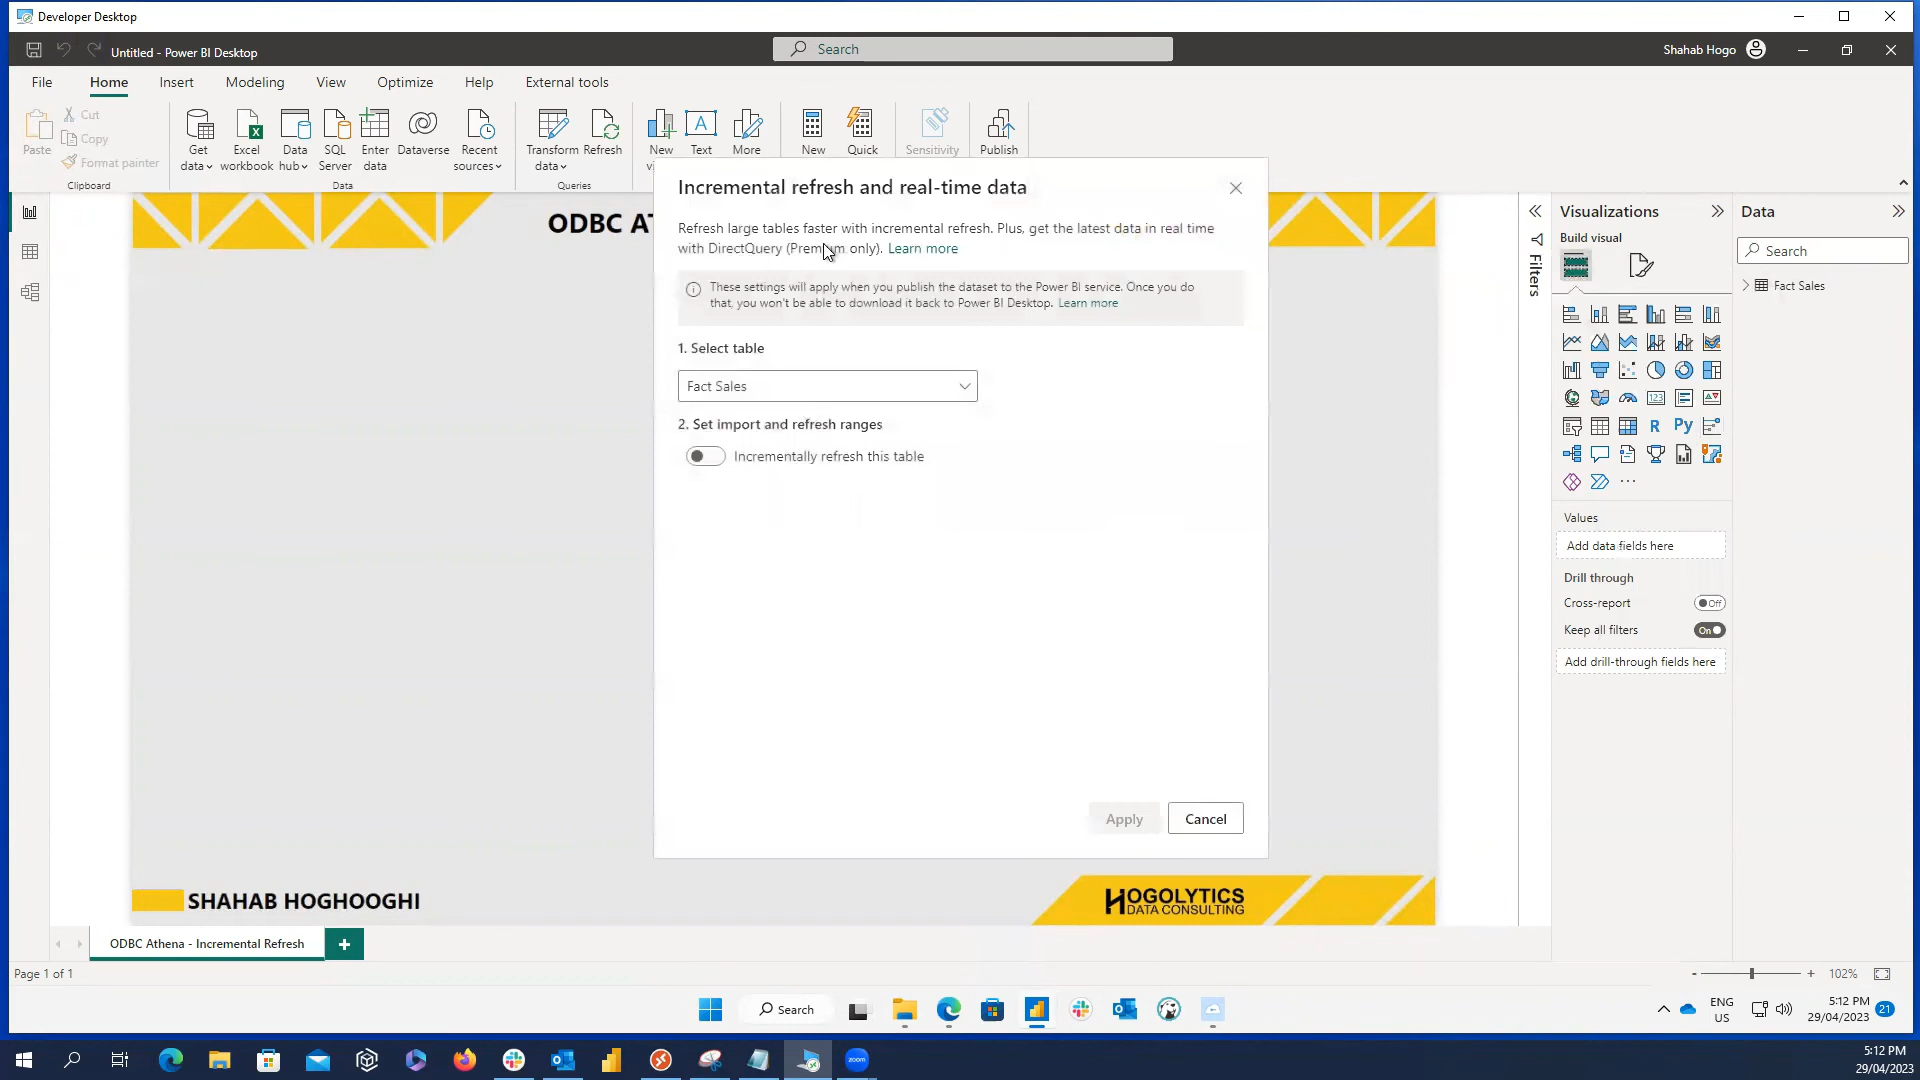 Developer Desktop
Untitled - Power BI Desktop
Search
Shahab Hogo
File
Home
Insert
Modeling
View
Optimize
Help
External tools
Paste
Cut
Copy
Format painter
Clipboard
Get
data
Excel
workbook
Data
hub
SQL
Server
Enter
data
Dataverse
Recent
sources
Data
Transform
data
Refresh
Queries
New
Text
More
New
Quick
Sensitivity
Publish
ODBC AT
Incremental refresh and real-time data
Refresh large tables faster with incremental refresh. Plus, get the latest data in real time
with DirectQuery (Premium only). Learn more
These settings will apply when you publish the dataset to the Power BI service. Once you do
that, you won't be able to download it back to Power BI Desktop. Learn more
1. Select table
Fact Sales
2. Set import and refresh ranges
Incrementally refresh this table
Apply
Cancel
Filters
Visualizations
Build visual
123
R
Py
Values
Add data fields here
Drill through
Cross-report
Off
Keep all filters
On
Add drill-through fields here
Data
Search
Fact Sales
SHAHAB HOGHOOGHI
HOGOLYTICS
DATA CONSULTING
ODBC Athena - Incremental Refresh
Page 1 of 1
102%
Search
ENG
US
5:12 PM
29/04/2023
21
zoom
5:12 PM
29/04/2023